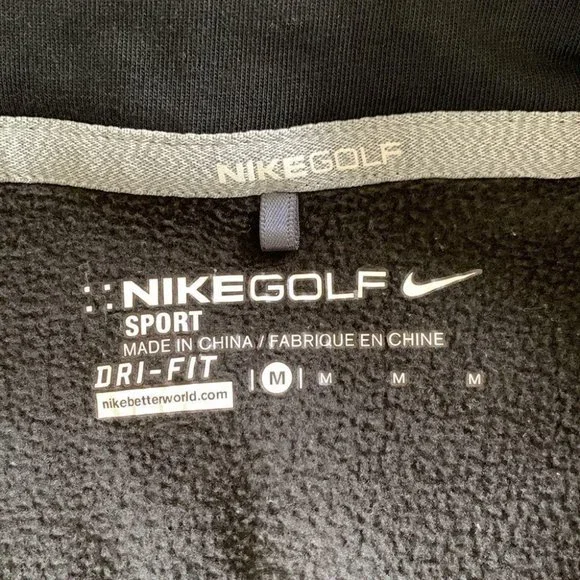 NIKEGOLF
NIKEGOLF
SPORT
MADE IN CHINA / FABRIQUE EN CHINE
DRI-FIT | M | M M M
nikebetterworld.com